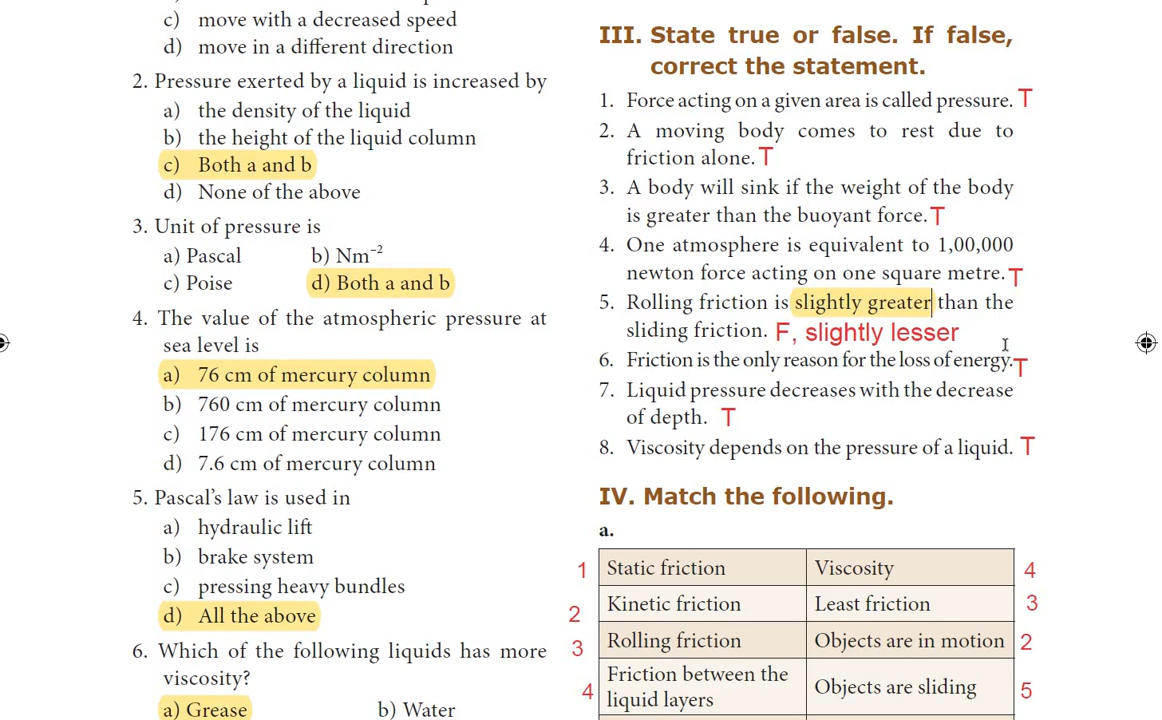 c) move with a decreased speed
d) move in a different direction
2. Pressure exerted by a liquid is increased by
a) the density of the liquid
b) the height of the liquid column
c) Both a and b
d) None of the above
3. Unit of pressure is
a) Pascal b) Nm⁻²
c) Poise d) Both a and b
4. The value of the atmospheric pressure at
sea level is
a) 76 cm of mercury column
b) 760 cm of mercury column
c) 176 cm of mercury column
d) 7.6 cm of mercury column
5. Pascal's law is used in
a) hydraulic lift
b) brake system
c) pressing heavy bundles
d) All the above
6. Which of the following liquids has more
viscosity?
a) Grease b) Water
III. State true or false. If false,
correct the statement.
1. Force acting on a given area is called pressure. T
2. A moving body comes to rest due to
friction alone. T
3. A body will sink if the weight of the body
is greater than the buoyant force. T
4. One atmosphere is equivalent to 1,00,000
newton force acting on one square metre. T
5. Rolling friction is slightly greater than the
sliding friction. F, slightly lesser
6. Friction is the only reason for the loss of energy. T
7. Liquid pressure decreases with the decrease
of depth. T
8. Viscosity depends on the pressure of a liquid. T
IV. Match the following.
a.
1 Static friction Viscosity 4
2 Kinetic friction Least friction 3
3 Rolling friction Objects are in motion 2
4 Friction between the
liquid layers Objects are sliding 5